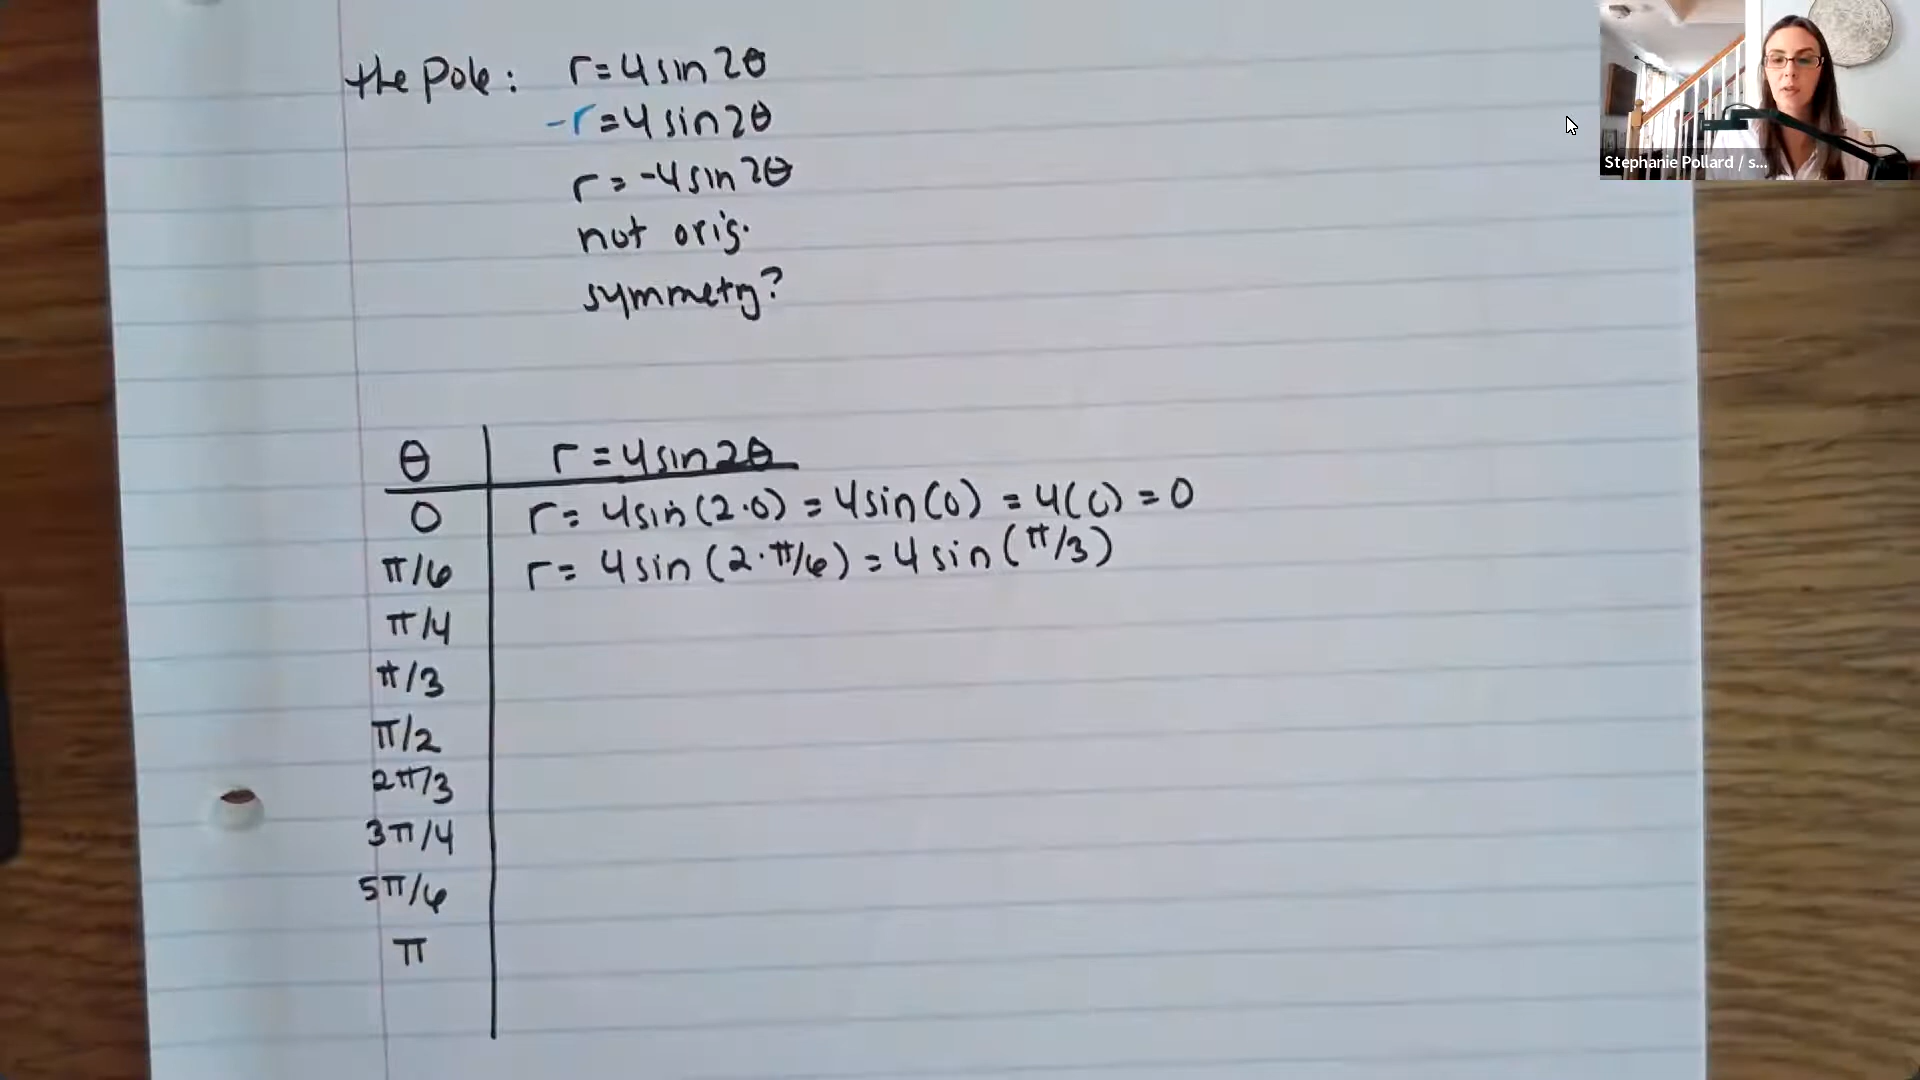 the pole: r=4sin2θ
-r=4sin2θ
r=-4sin2θ
not orig.
symmetry?
θ r=4sin2θ
0 r= 4sin(2·0)=4sin(0)=4(0)=0
π/6 r= 4sin(2·π/6)=4sin(π/3)
π/4
π/3
π/2
2π/3
3π/4
5π/6
π
Stephanie Pollard / s...